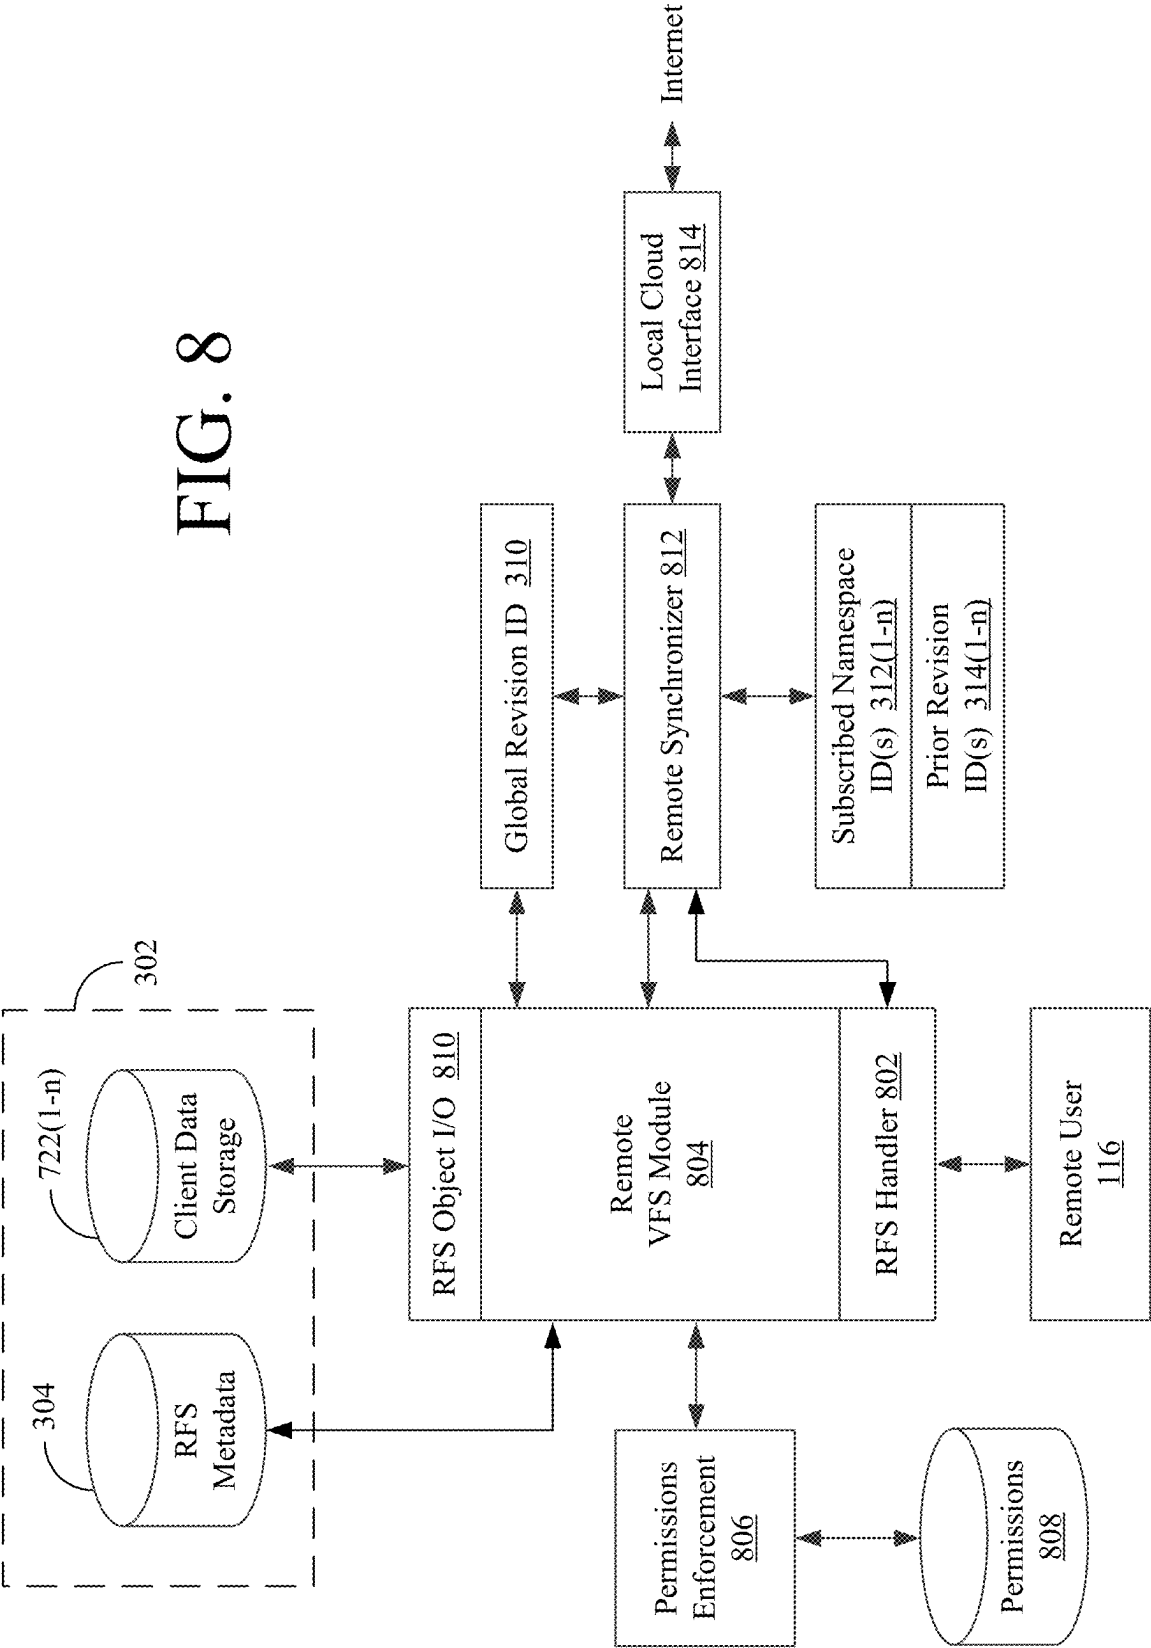 FIG. 8
302
304
722(1-n)
RFS
Metadata
Client Data
Storage
RFS Object I/O 810
Remote
VFS Module
804
RFS Handler 802
Permissions
Enforcement
806
Permissions
808
Remote User
116
Global Revision ID 310
Remote Synchronizer 812
Subscribed Namespace
ID(s) 312(1-n)
Prior Revision
ID(s) 314(1-n)
Local Cloud
Interface 814
Internet